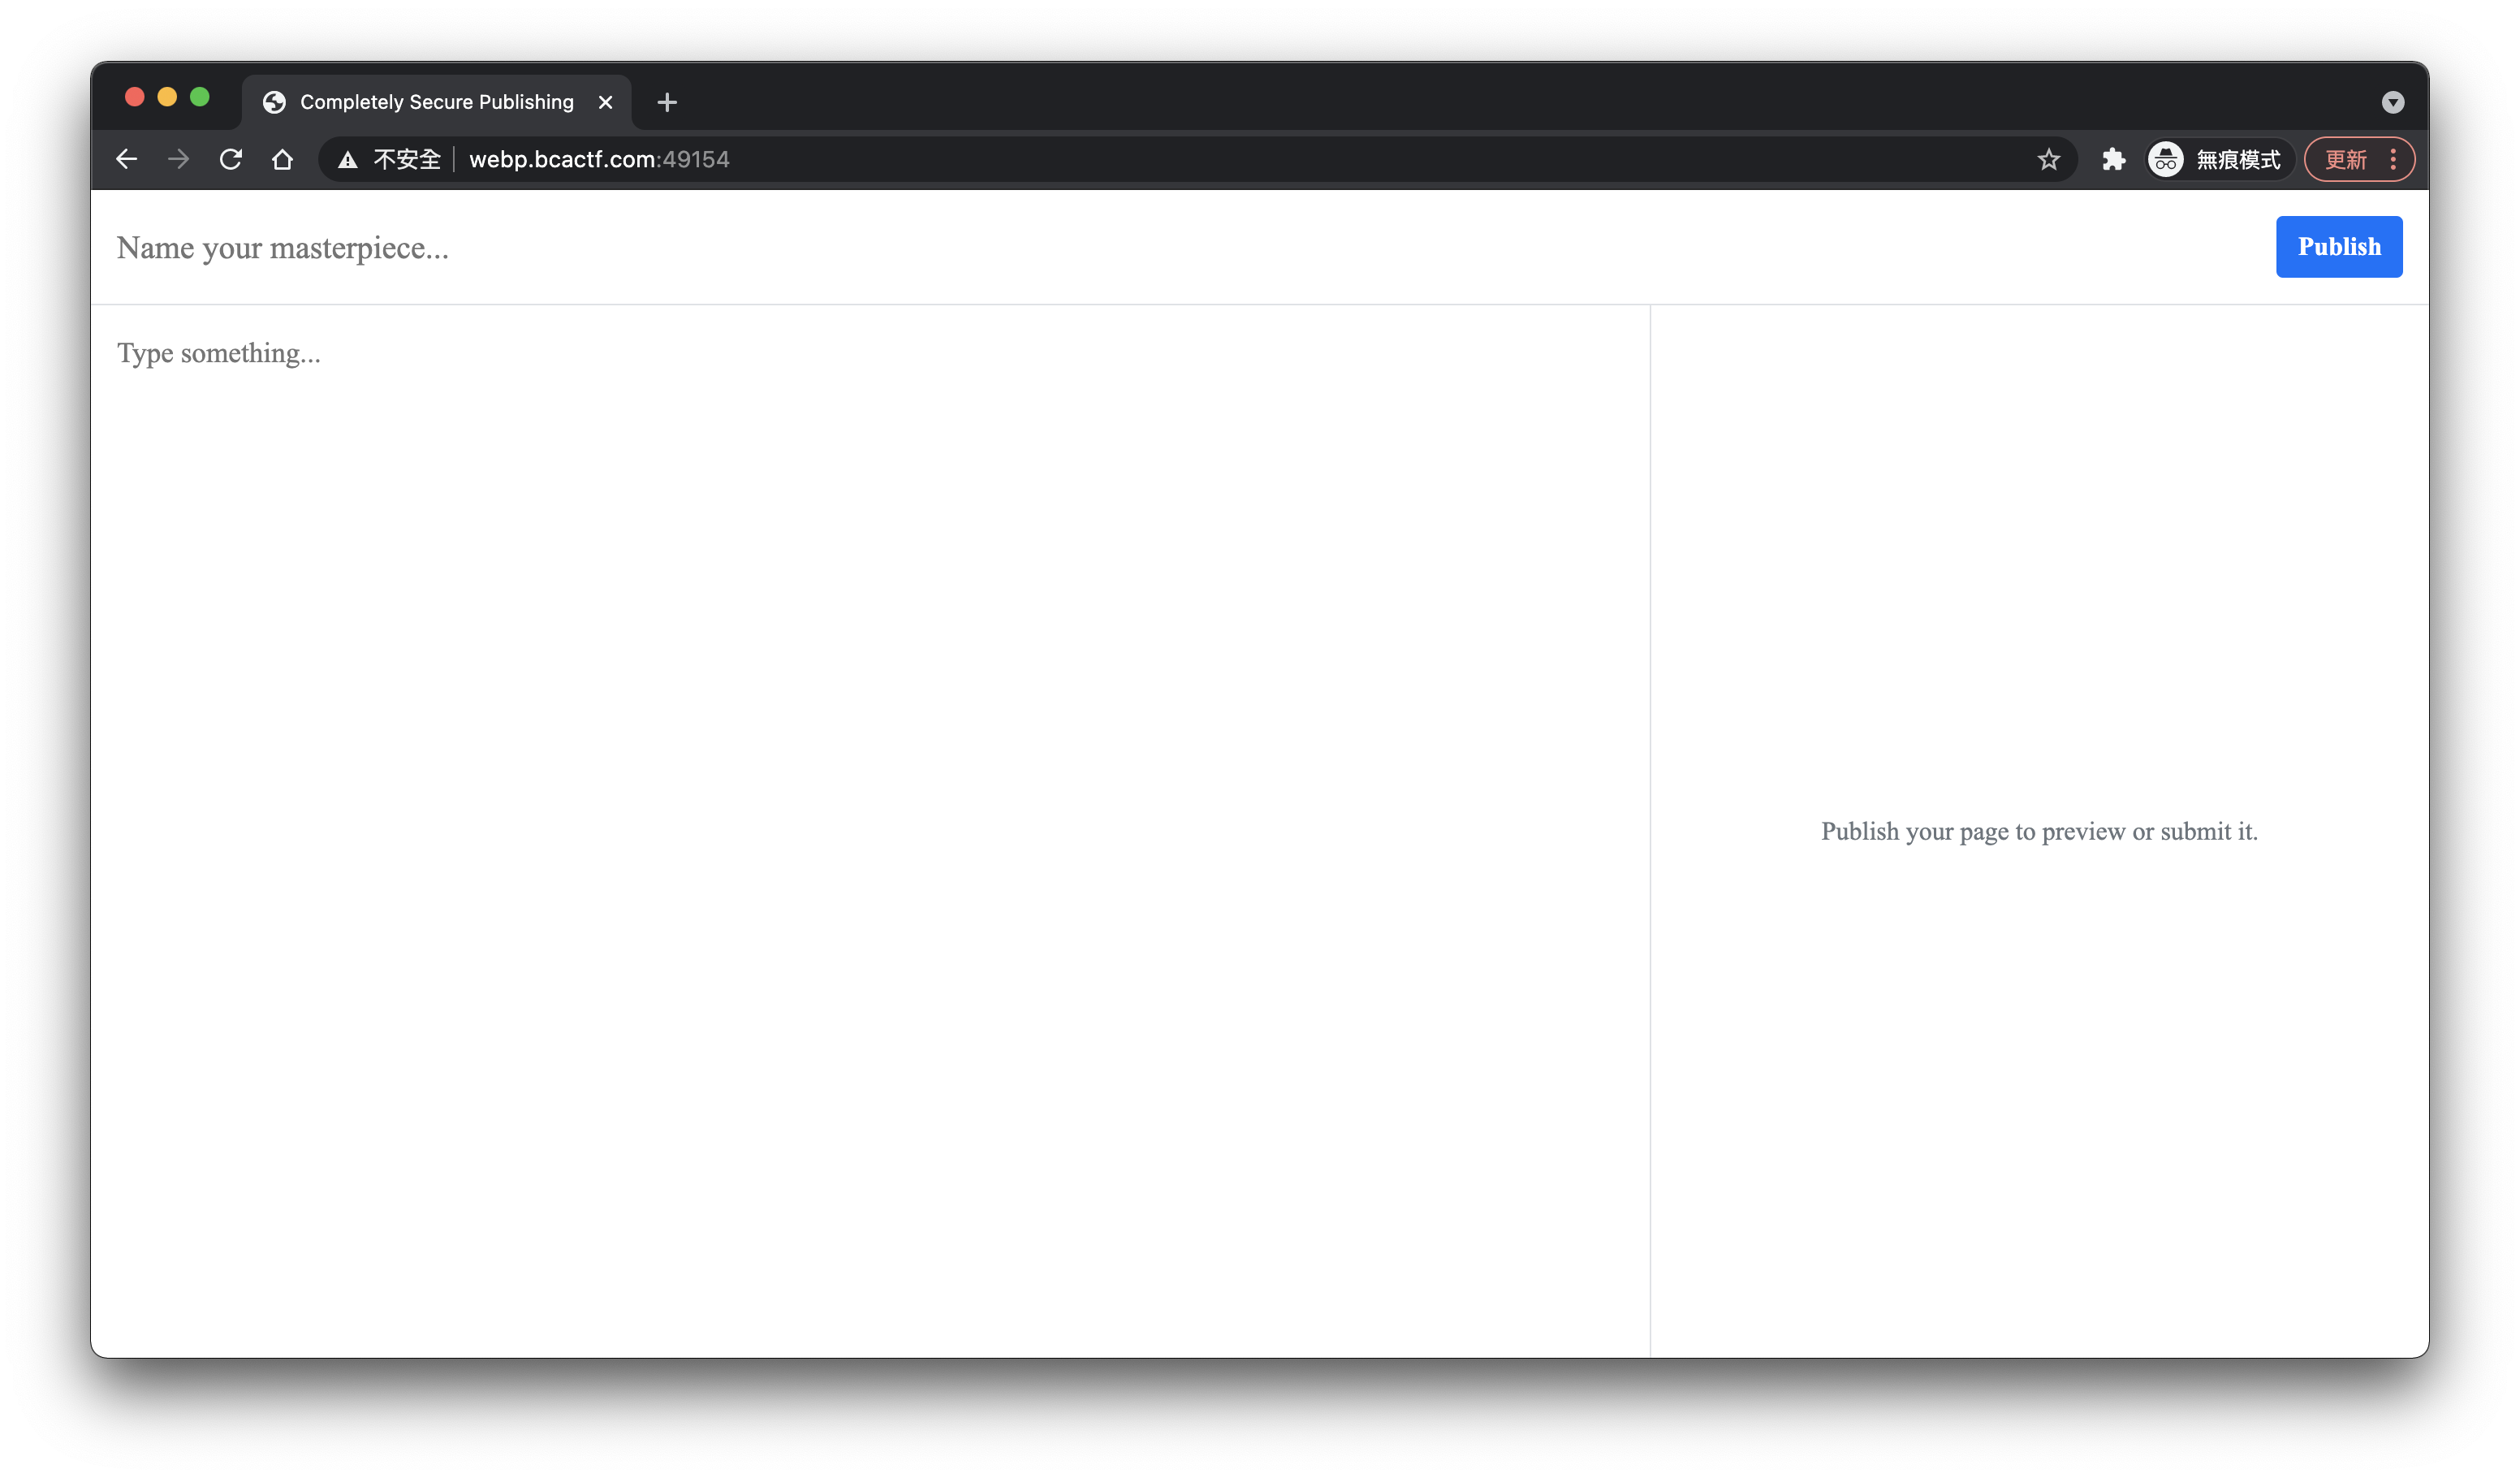 Completely Secure Publishing
不安全 webp.bcactf.com:49154 無痕模式 更新
Name your masterpiece... Publish
Type something...
Publish your page to preview or submit it.